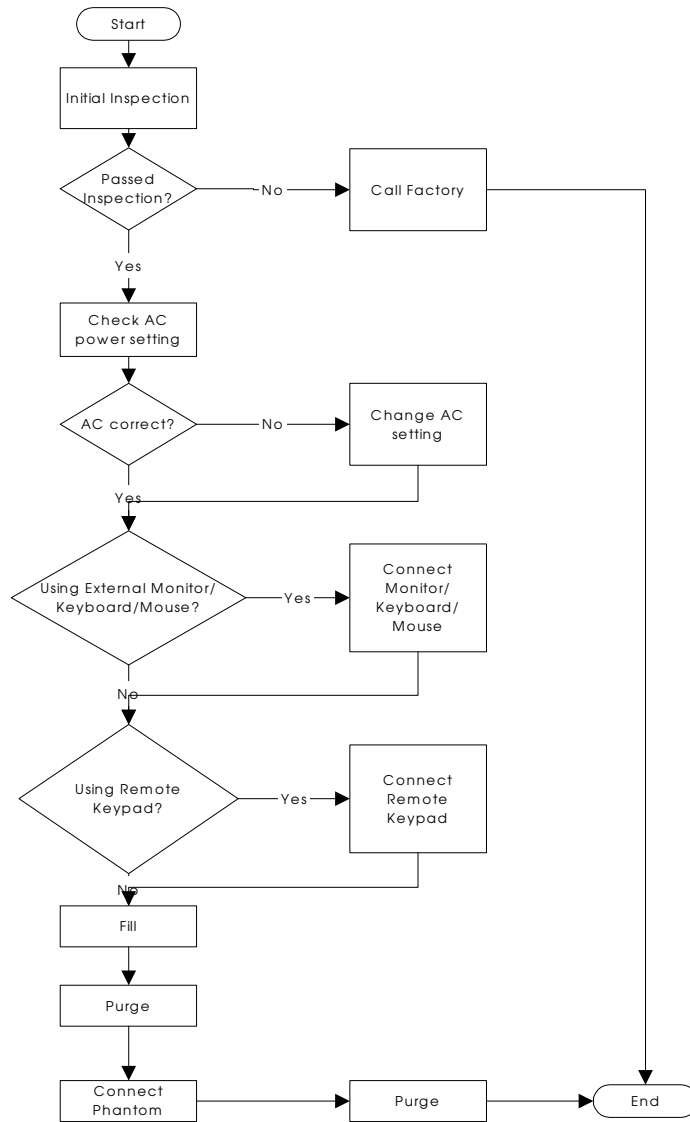 Start
Initial Inspection
Passed
Inspection?
No
Call Factory
Yes
Check AC
power setting
AC correct?
No
Change AC
setting
Yes
Using External Monitor/
Keyboard/Mouse?
Yes
Connect
Monitor/
Keyboard/
Mouse
No
Using Remote
Keypad?
Yes
Connect
Remote
Keypad
No
Fill
Purge
Connect
Phantom
Purge
End